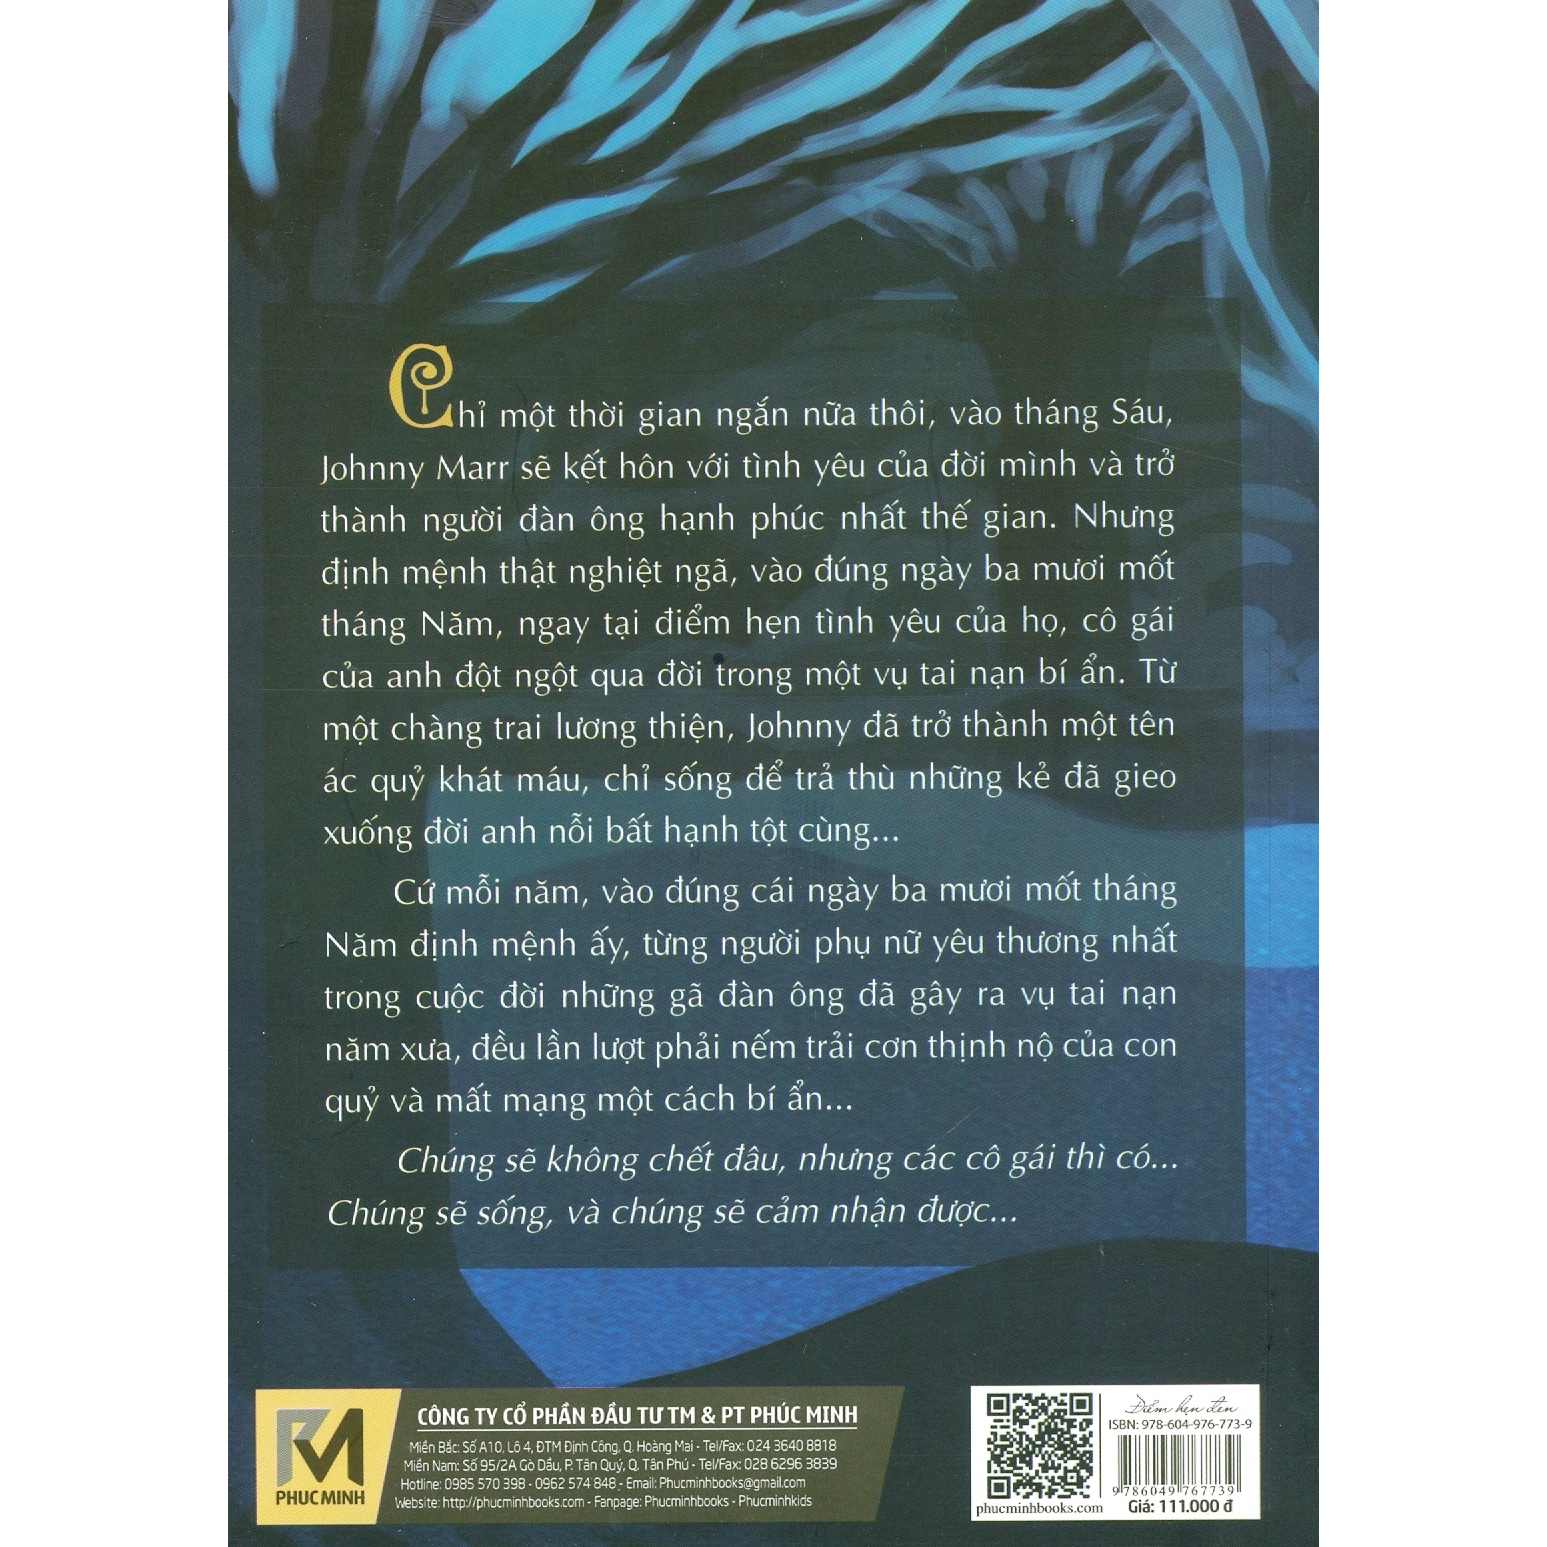 Chỉ một thời gian ngắn nữa thôi, vào tháng Sáu,
Johnny Marr sẽ kết hôn với tình yêu của đời mình và trở
thành người đàn ông hạnh phúc nhất thế gian. Nhưng
định mệnh thật nghiệt ngã, vào đúng ngày ba mươi mốt
tháng Năm, ngay tại điểm hẹn tình yêu của họ, cô gái
của anh đột ngột qua đời trong một vụ tai nạn bí ẩn. Từ
một chàng trai lương thiện, Johnny đã trở thành một tên
ác quỷ khát máu, chỉ sống để trả thù những kẻ đã gieo
xuống đời anh nỗi bất hạnh tột cùng...
Cứ mỗi năm, vào đúng cái ngày ba mươi mốt tháng
Năm định mệnh ấy, từng người phụ nữ yêu thương nhất
trong cuộc đời những gã đàn ông đã gây ra vụ tai nạn
năm xưa, đều lần lượt phải nếm trải cơn thịnh nộ của con
quỷ và mất mạng một cách bí ẩn...
Chúng sẽ không chết đâu, nhưng các cô gái thì có...
Chúng sẽ sống, và chúng sẽ cảm nhận được...
PHUCMINH
CÔNG TY CỔ PHẦN ĐẦU TƯ TM & PT PHÚC MINH
Miền Bắc: Số A10, Lô 4, ĐTM Định Công, Q. Hoàng Mai - Tel/Fax: 024 3640 8818
Miền Nam: Số 95/2A Gò Dầu, P. Tân Quý, Q. Tân Phú - Tel/Fax: 028 6296 3839
Hotline: 0985 570 398 - 0962 574 848 - Email: Phucminhbooks@gmail.com
Website: http://phucminhbooks.com - Fanpage: Phucminhbooks - Phucminhkids
phucminhbooks.com
Điểm hẹn đen
ISBN: 978-604-976-773-9
9 786049 767739
Giá: 111.000 đ